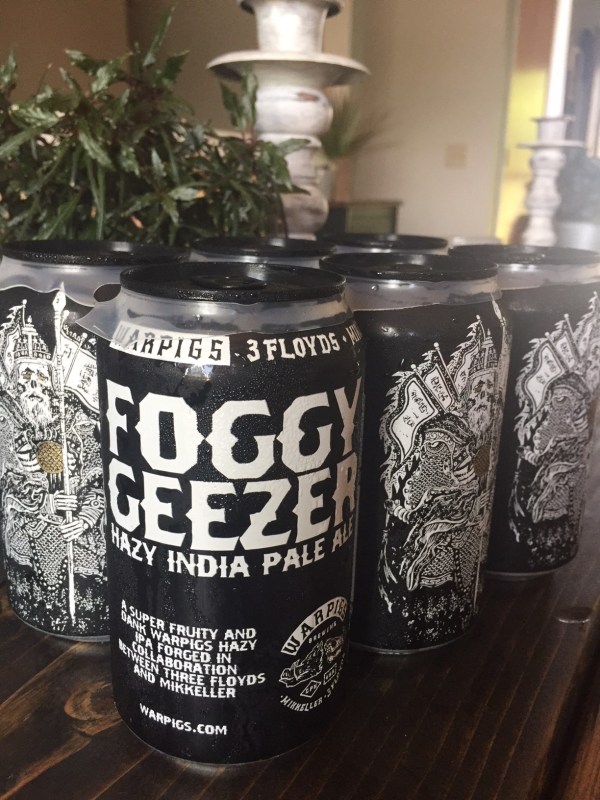 WARPIGS · 3 FLOYDS ·
FOGGY
GEEZER
HAZY INDIA PALE ALE
A SUPER FRUITY AND
DANK WARPIGS HAZY
IPA FORGED IN
COLLABORATION
BETWEEN THREE FLOYDS
AND MIKKELLER
WARPIGS.COM
WARPIGS
BREWING